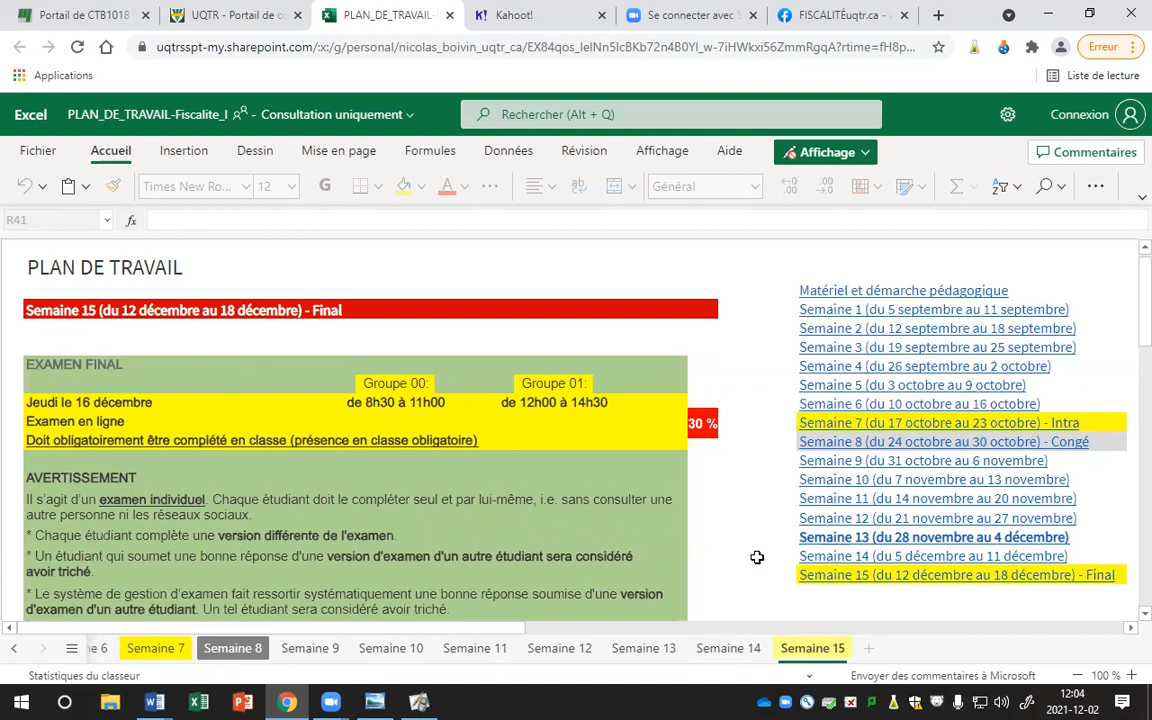 Portail de CTB1018
UQTR - Portail de co
PLAN_DE_TRAVAIL-
Kahoot!
Se connecter avec S
FISCALITÉuqtr.ca -
uqtrsspt-my.sharepoint.com/:x:/g/personal/nicolas_boivin_uqtr_ca/EX84qos_IelNn5IcBKb72n4B0Yl_w-7iHWkxi56ZmmRgqA?rtime=fH8p...
Erreur
Applications
Liste de lecture
Excel
PLAN_DE_TRAVAIL-Fiscalite_I - Consultation uniquement
Rechercher (Alt + Q)
Connexion
Fichier
Accueil
Insertion
Dessin
Mise en page
Formules
Données
Révision
Affichage
Aide
Affichage
Commentaires
Times New Ro...
12
G
A
ab
Général
R41
fx
PLAN DE TRAVAIL
Semaine 15 (du 12 décembre au 18 décembre) - Final
EXAMEN FINAL
Groupe 00:
Groupe 01:
Jeudi le 16 décembre
de 8h30 à 11h00
de 12h00 à 14h30
Examen en ligne
30 %
Doit obligatoirement être complété en classe (présence en classe obligatoire)
AVERTISSEMENT
Il s'agit d'un examen individuel. Chaque étudiant doit le compléter seul et par lui-même, i.e. sans consulter une
autre personne ni les réseaux sociaux.
* Chaque étudiant complète une version différente de l'examen.
* Un étudiant qui soumet une bonne réponse d'une version d'examen d'un autre étudiant sera considéré
avoir triché.
* Le système de gestion d'examen fait ressortir systématiquement une bonne réponse soumise d'une version
d'examen d'un autre étudiant. Un tel étudiant sera considéré avoir triché.
Matériel et démarche pédagogique
Semaine 1 (du 5 septembre au 11 septembre)
Semaine 2 (du 12 septembre au 18 septembre)
Semaine 3 (du 19 septembre au 25 septembre)
Semaine 4 (du 26 septembre au 2 octobre)
Semaine 5 (du 3 octobre au 9 octobre)
Semaine 6 (du 10 octobre au 16 octobre)
Semaine 7 (du 17 octobre au 23 octobre) - Intra
Semaine 8 (du 24 octobre au 30 octobre) - Congé
Semaine 9 (du 31 octobre au 6 novembre)
Semaine 10 (du 7 novembre au 13 novembre)
Semaine 11 (du 14 novembre au 20 novembre)
Semaine 12 (du 21 novembre au 27 novembre)
Semaine 13 (du 28 novembre au 4 décembre)
Semaine 14 (du 5 décembre au 11 décembre)
Semaine 15 (du 12 décembre au 18 décembre) - Final
e 6
Semaine 7
Semaine 8
Semaine 9
Semaine 10
Semaine 11
Semaine 12
Semaine 13
Semaine 14
Semaine 15
Statistiques du classeur
Envoyer des commentaires à Microsoft
100 %
12:04
2021-12-02